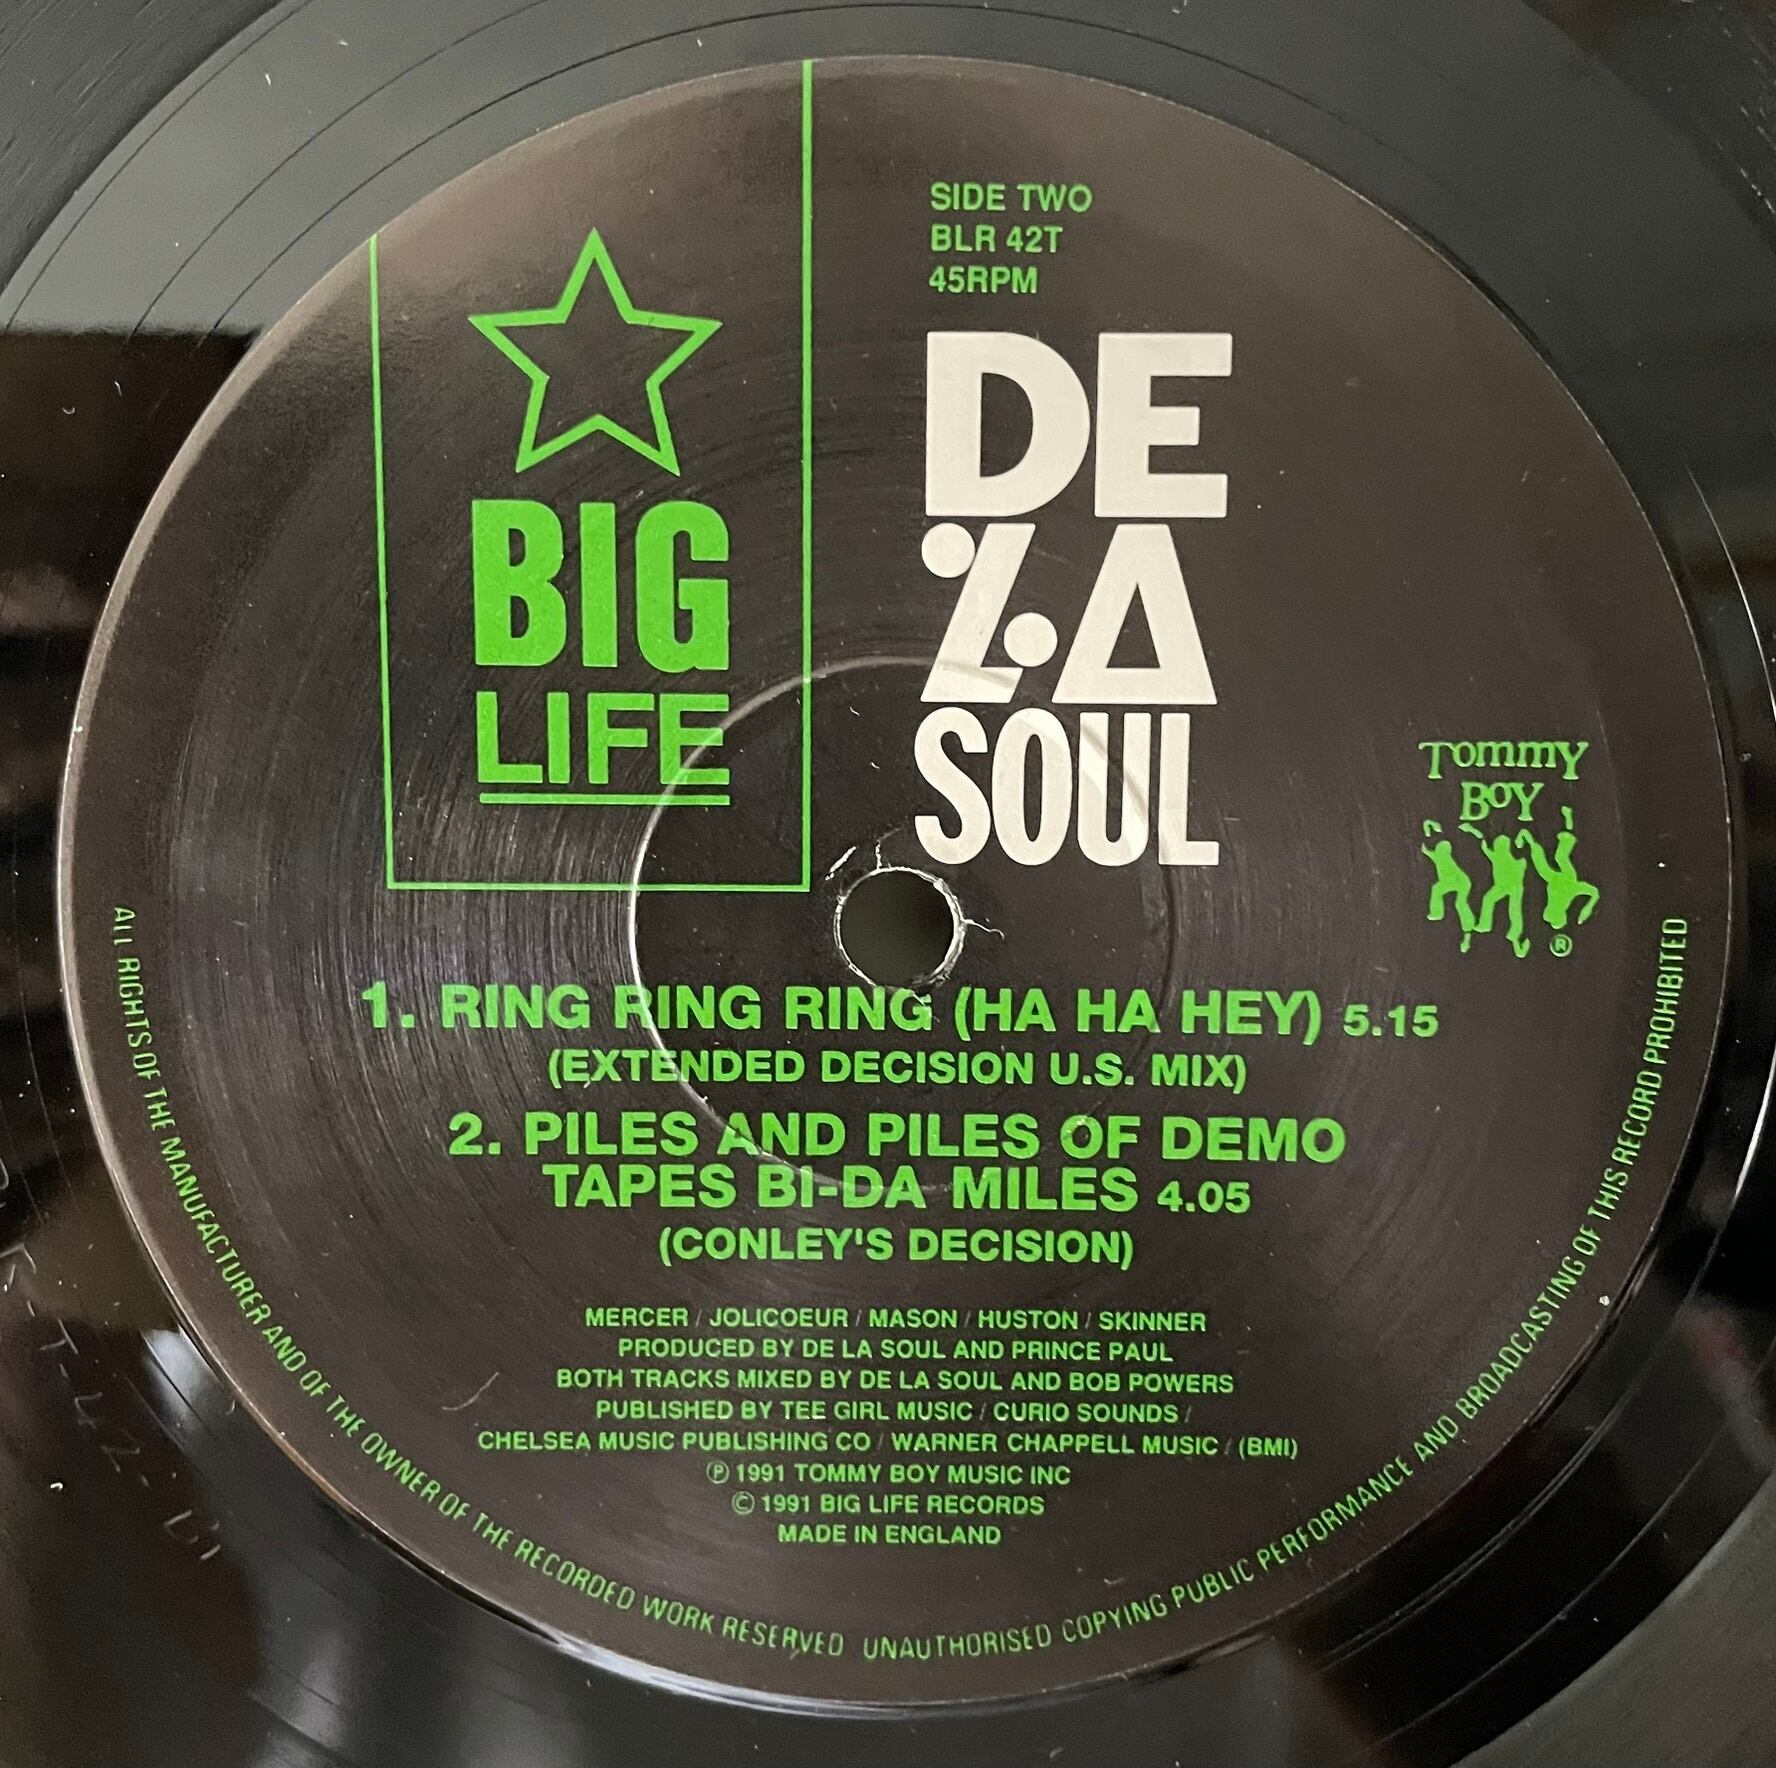 SIDE TWO
BLR 42T
45RPM
BIG
LIFE
DE
LA
SOUL
Tommy
BOY
®
1. RING RING RING (HA HA HEY) 5.15
(EXTENDED DECISION U.S. MIX)
2. PILES AND PILES OF DEMO
TAPES BI-DA MILES 4.05
(CONLEY'S DECISION)
MERCER / JOLICOEUR / MASON / HUSTON / SKINNER
PRODUCED BY DE LA SOUL AND PRINCE PAUL
BOTH TRACKS MIXED BY DE LA SOUL AND BOB POWERS
PUBLISHED BY TEE GIRL MUSIC / CURIO SOUNDS /
CHELSEA MUSIC PUBLISHING CO / WARNER CHAPPELL MUSIC / (BMI)
℗ 1991 TOMMY BOY MUSIC INC
© 1991 BIG LIFE RECORDS
MADE IN ENGLAND
ALL RIGHTS OF THE MANUFACTURER AND OF THE OWNER OF THE RECORDED WORK RESERVED UNAUTHORISED COPYING PUBLIC PERFORMANCE AND BROADCASTING OF THIS RECORD PROHIBITED